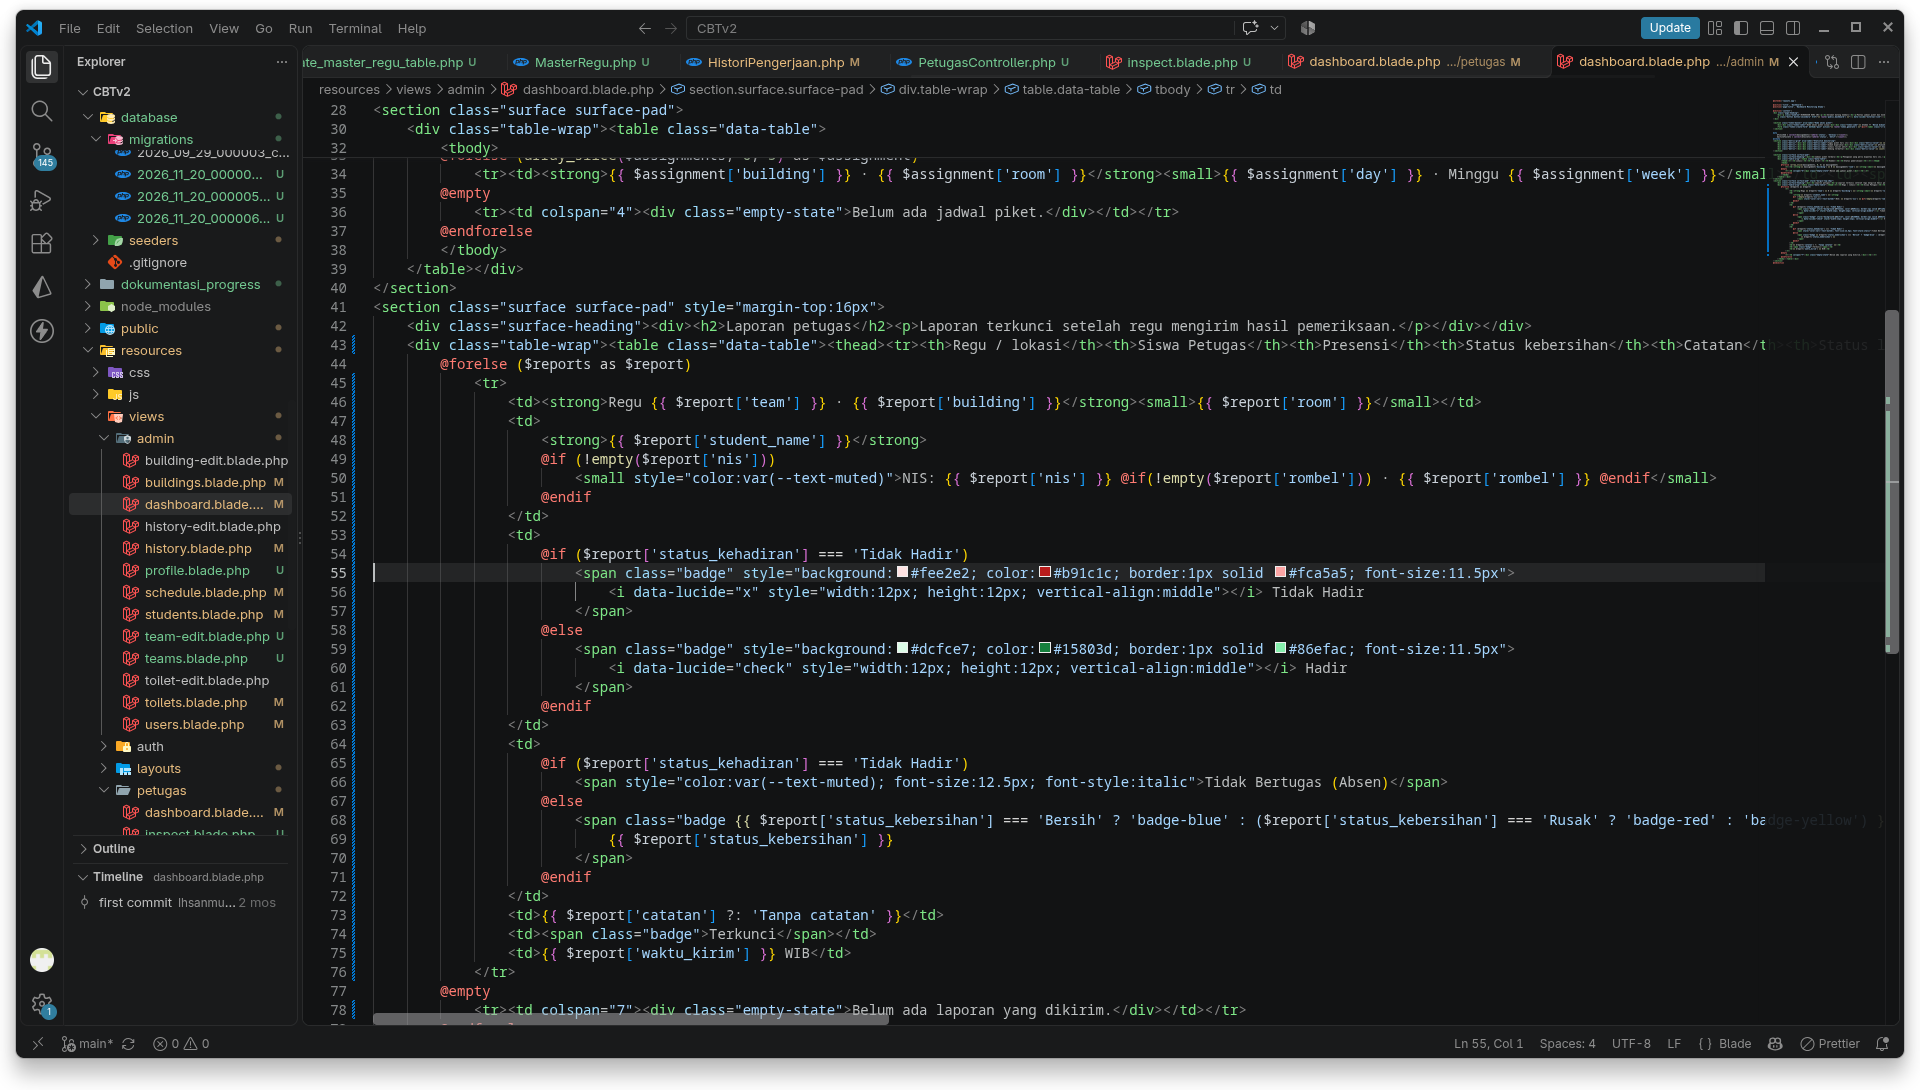 File Edit Selection View Go Run Terminal Help
CBTv2
Update
Explorer
ate_master_regu_table.php U
MasterRegu.php U
HistoriPengerjaan.php M
PetugasController.php U
inspect.blade.php U
dashboard.blade.php .../petugas M
dashboard.blade.php .../admin M
resources > views > admin > dashboard.blade.php > section.surface.surface-pad > div.table-wrap > table.data-table > tbody > tr > td
CBTv2
database
migrations
2026_09_29_000003_c...
2026_11_20_00000... U
2026_11_20_000005... U
2026_11_20_000006... U
seeders
.gitignore
dokumentasi_progress
node_modules
public
resources
css
js
views
admin
building-edit.blade.php
buildings.blade.php M
dashboard.blade.... M
history-edit.blade.php
history.blade.php M
profile.blade.php U
schedule.blade.php M
students.blade.php M
team-edit.blade.php U
teams.blade.php U
toilet-edit.blade.php
toilets.blade.php M
users.blade.php M
auth
layouts
petugas
dashboard.blade.... M
inspect.blade.php U
Outline
Timeline dashboard.blade.php
first commit Ihsanmu... 2 mos
145
1
28 <section class="surface surface-pad">
30 <div class="table-wrap"><table class="data-table">
32 <tbody>
33 @forelse (array_slice($assignments, 0, 5) as $assignment)
34 <tr><td><strong>{{ $assignment['building'] }} · {{ $assignment['room'] }}</strong><small>{{ $assignment['day'] }} · Minggu {{ $assignment['week'] }}</smal
35 @empty
36 <tr><td colspan="4"><div class="empty-state">Belum ada jadwal piket.</div></td></tr>
37 @endforelse
38 </tbody>
39 </table></div>
40 </section>
41 <section class="surface surface-pad" style="margin-top:16px">
42 <div class="surface-heading"><div><h2>Laporan petugas</h2><p>Laporan terkunci setelah regu mengirim hasil pemeriksaan.</p></div></div>
43 <div class="table-wrap"><table class="data-table"><thead><tr><th>Regu / lokasi</th><th>Siswa Petugas</th><th>Presensi</th><th>Status kebersihan</th><th>Catatan</th><th>Status l
44 @forelse ($reports as $report)
45 <tr>
46 <td><strong>Regu {{ $report['team'] }} · {{ $report['building'] }}</strong><small>{{ $report['room'] }}</small></td>
47 <td>
48 <strong>{{ $report['student_name'] }}</strong>
49 @if (!empty($report['nis']))
50 <small style="color:var(--text-muted)">NIS: {{ $report['nis'] }} @if(!empty($report['rombel'])) · {{ $report['rombel'] }} @endif</small>
51 @endif
52 </td>
53 <td>
54 @if ($report['status_kehadiran'] === 'Tidak Hadir')
55 <span class="badge" style="background:#fee2e2; color:#b91c1c; border:1px solid #fca5a5; font-size:11.5px">
56 <i data-lucide="x" style="width:12px; height:12px; vertical-align:middle"></i> Tidak Hadir
57 </span>
58 @else
59 <span class="badge" style="background:#dcfce7; color:#15803d; border:1px solid #86efac; font-size:11.5px">
60 <i data-lucide="check" style="width:12px; height:12px; vertical-align:middle"></i> Hadir
61 </span>
62 @endif
63 </td>
64 <td>
65 @if ($report['status_kehadiran'] === 'Tidak Hadir')
66 <span style="color:var(--text-muted); font-size:12.5px; font-style:italic">Tidak Bertugas (Absen)</span>
67 @else
68 <span class="badge {{ $report['status_kebersihan'] === 'Bersih' ? 'badge-blue' : ($report['status_kebersihan'] === 'Rusak' ? 'badge-red' : 'badge-yellow') }
69 {{ $report['status_kebersihan'] }}
70 </span>
71 @endif
72 </td>
73 <td>{{ $report['catatan'] ?: 'Tanpa catatan' }}</td>
74 <td><span class="badge">Terkunci</span></td>
75 <td>{{ $report['waktu_kirim'] }} WIB</td>
76 </tr>
77 @empty
78 <tr><td colspan="7"><div class="empty-state">Belum ada laporan yang dikirim.</div></td></tr>
main* 0 0
Ln 55, Col 1 Spaces: 4 UTF-8 LF { } Blade Prettier